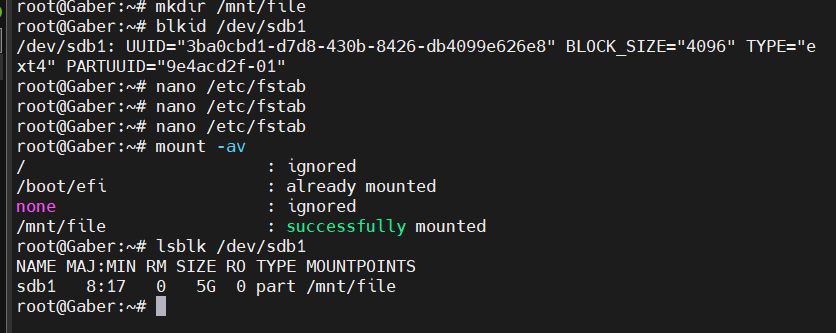 root@Gaber:~# mkdir /mnt/file
root@Gaber:~# blkid /dev/sdb1
/dev/sdb1: UUID="3ba0cbd1-d7d8-430b-8426-db4099e626e8" BLOCK_SIZE="4096" TYPE="e
xt4" PARTUUID="9e4acd2f-01"
root@Gaber:~# nano /etc/fstab
root@Gaber:~# nano /etc/fstab
root@Gaber:~# nano /etc/fstab
root@Gaber:~# mount -av
/                        : ignored
/boot/efi                : already mounted
none                     : ignored
/mnt/file                : successfully mounted
root@Gaber:~# lsblk /dev/sdb1
NAME MAJ:MIN RM SIZE RO TYPE MOUNTPOINTS
sdb1   8:17   0   5G  0 part /mnt/file
root@Gaber:~#